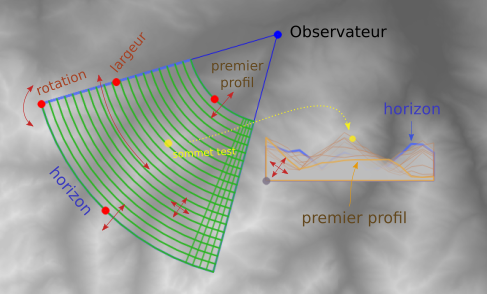 Observateur
largeur
rotation
premier
profil
horizon
sommet test
horizon
premier profil